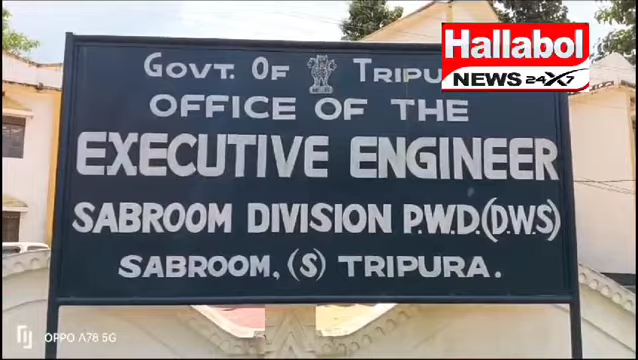 Hallabol
NEWS 24X7
GOVT. OF TRIPU
OFFICE OF THE
EXECUTIVE ENGINEER
SABROOM DIVISION P.W.D.(D.W.S)
SABROOM, (S) TRIPURA.
OPPO A78 5G